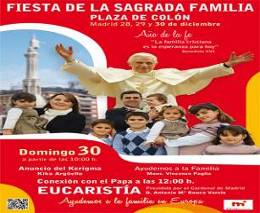 FIESTA DE LA SAGRADA FAMILIA
PLAZA DE COLÓN
Madrid 28, 29 y 30 de diciembre
Año de la fe
"La familia cristiana
es la esperanza para hoy"
Benedicto XVI
Domingo 30
a partir de las 10:00 h.
Anuncio del Kerigma
Kiko Argüello
Ayudemos a la Familia
Mons. Vincenzo Paglia
Conexión con el Papa a las 12:00 h.
EUCARISTÍA
Presidida por el Cardenal de Madrid
D. Antonio Mª Rouco Varela
Ayudemos a la familia en Europa